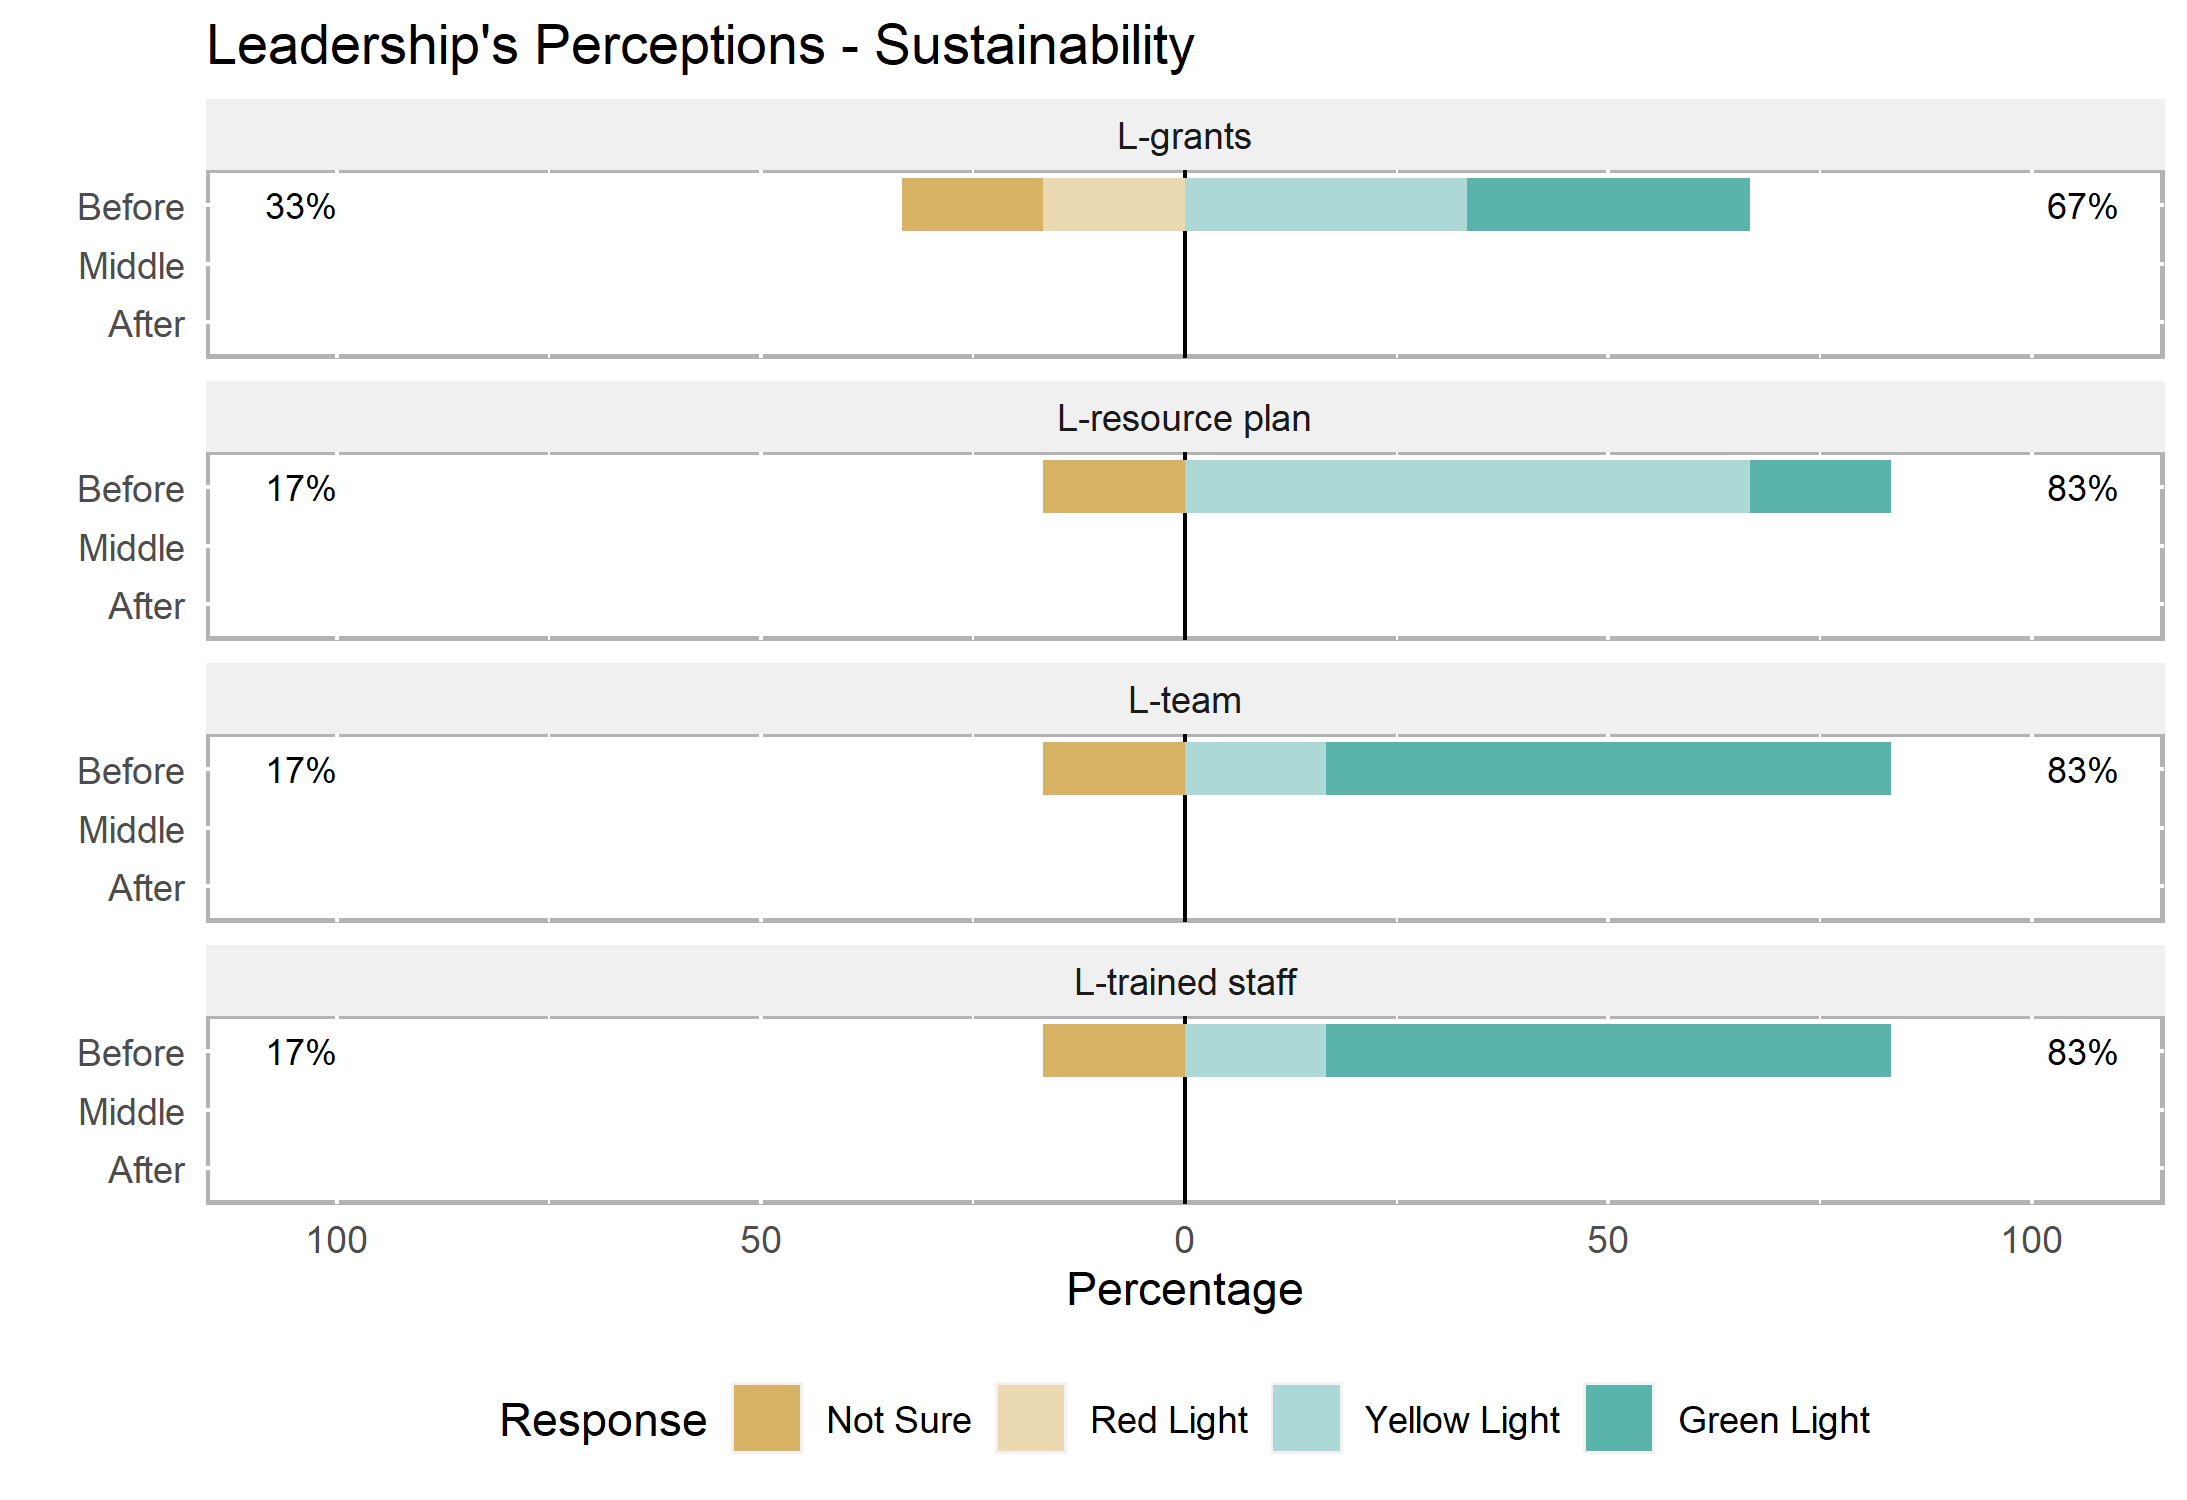 Leadership's Perceptions - Sustainability
L-grants
Before 33% 67%
Middle
After
L-resource plan
Before 17% 83%
Middle
After
L-team
Before 17% 83%
Middle
After
L-trained staff
Before 17% 83%
Middle
After
100 50 0 50 100
Percentage
Response Not Sure Red Light Yellow Light Green Light